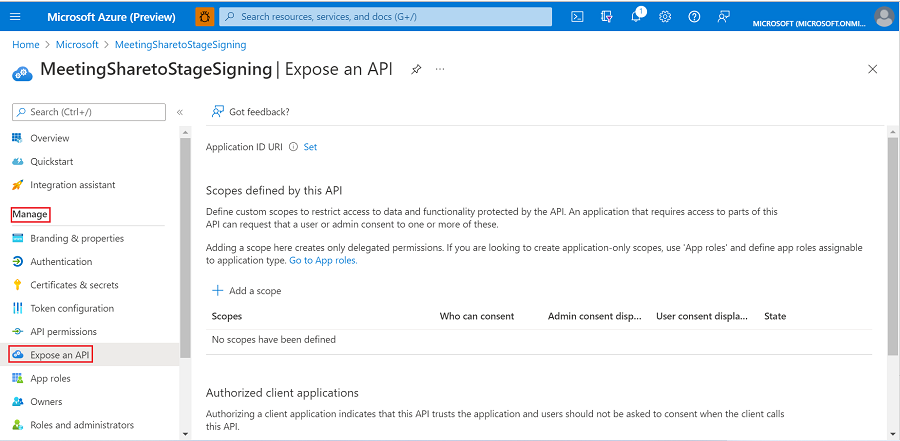 Microsoft Azure (Preview)
Search resources, services, and docs (G+/)
1
MICROSOFT (MICROSOFT.ONMI...
Home > Microsoft > MeetingSharetoStageSigning
MeetingSharetoStageSigning | Expose an API
Search (Ctrl+/)
Overview
Quickstart
Integration assistant
Manage
Branding & properties
Authentication
Certificates & secrets
Token configuration
API permissions
Expose an API
App roles
Owners
Roles and administrators
Got feedback?
Application ID URI Set
Scopes defined by this API
Define custom scopes to restrict access to data and functionality protected by the API. An application that requires access to parts of this
API can request that a user or admin consent to one or more of these.
Adding a scope here creates only delegated permissions. If you are looking to create application-only scopes, use 'App roles' and define app roles assignable
to application type. Go to App roles.
Add a scope
Scopes Who can consent Admin consent disp... User consent displa... State
No scopes have been defined
Authorized client applications
Authorizing a client application indicates that this API trusts the application and users should not be asked to consent when the client calls
this API.